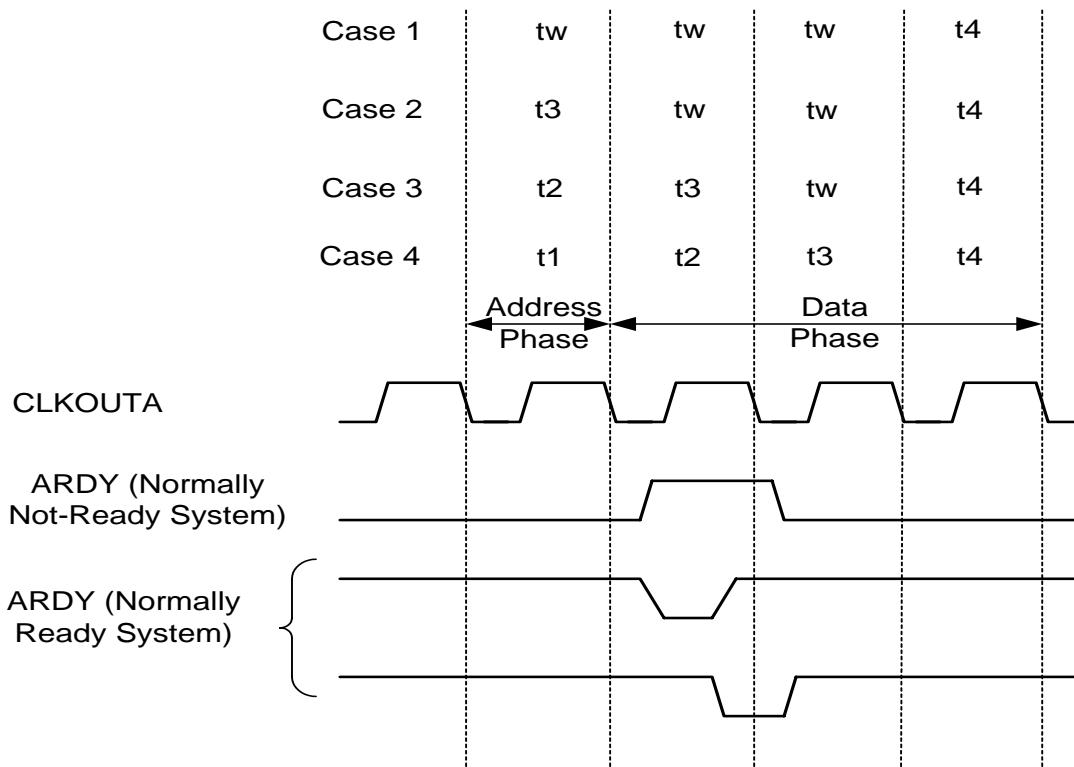 Case 1 tw tw tw t4
Case 2 t3 tw tw t4
Case 3 t2 t3 tw t4
Case 4 t1 t2 t3 t4
Address Data
Phase Phase
CLKOUTA
ARDY (Normally
Not-Ready System)
ARDY (Normally
Ready System)